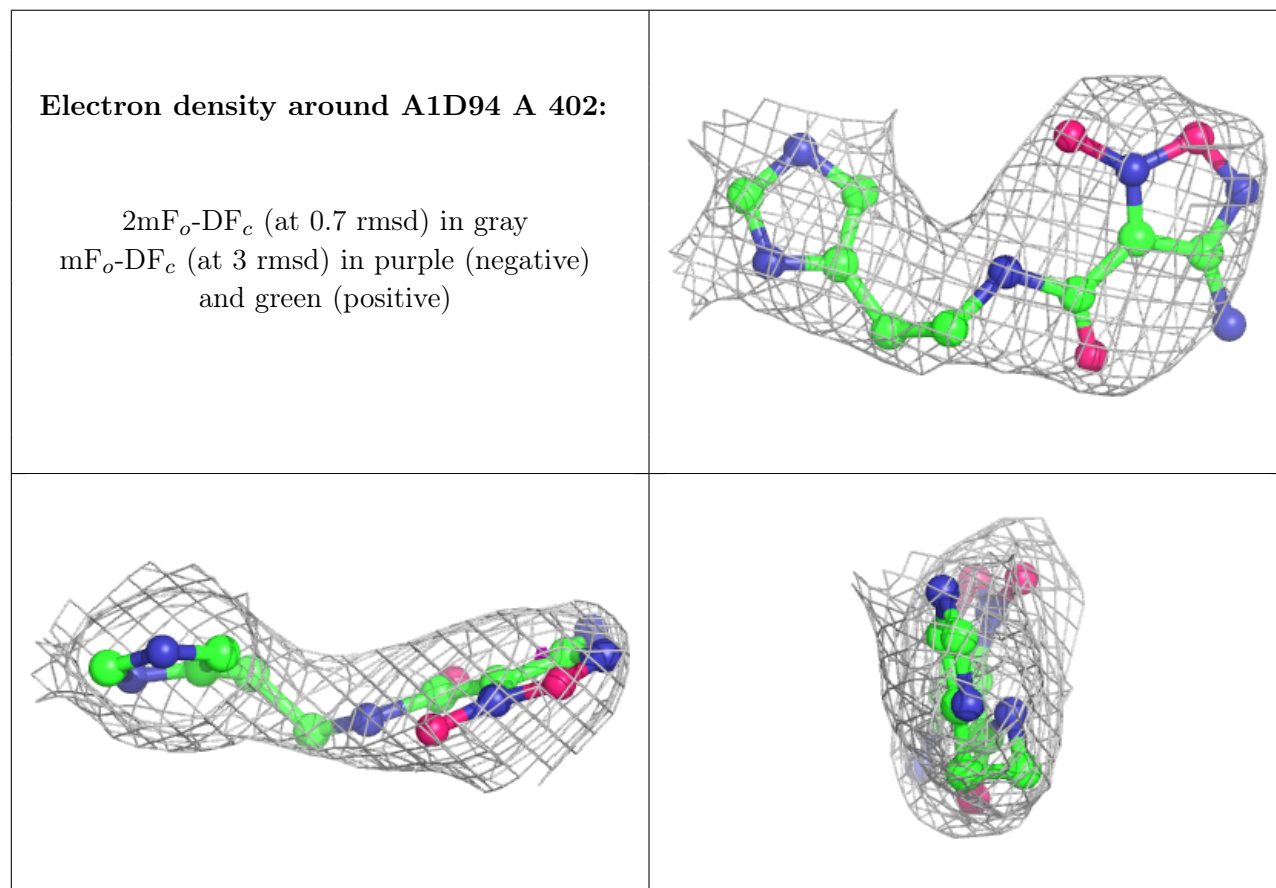 Electron density around A1D94 A 402:
2mFo-DFc (at 0.7 rmsd) in gray
mFo-DFc (at 3 rmsd) in purple (negative)
and green (positive)